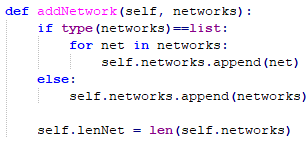 def addNetwork(self, networks):
    if type(networks)==list:
        for net in networks:
            self.networks.append(net)
    else:
        self.networks.append(networks)

    self.lenNet = len(self.networks)